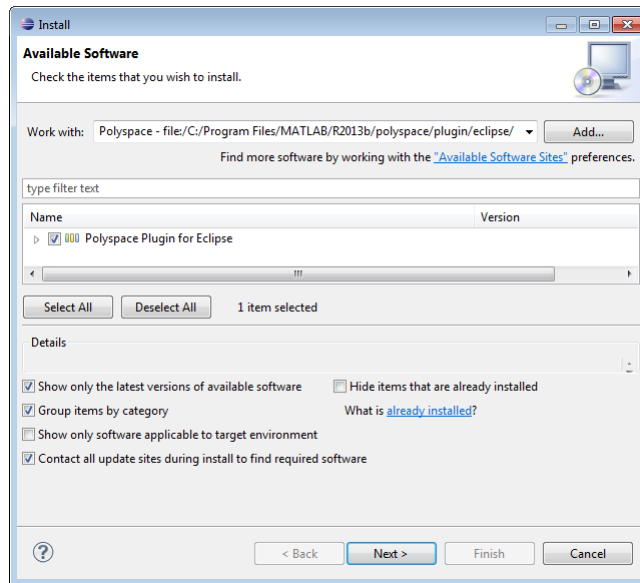 Install
Available Software
Check the items that you wish to install.
Work with: Polyspace - file:/C:/Program Files/MATLAB/R2013b/polyspace/plugin/eclipse/ Add...
Find more software by working with the "Available Software Sites" preferences.
type filter text
Name Version
Polyspace Plugin for Eclipse
Select All Deselect All 1 item selected
Details
Show only the latest versions of available software Hide items that are already installed
Group items by category What is already installed?
Show only software applicable to target environment
Contact all update sites during install to find required software
? < Back Next > Finish Cancel